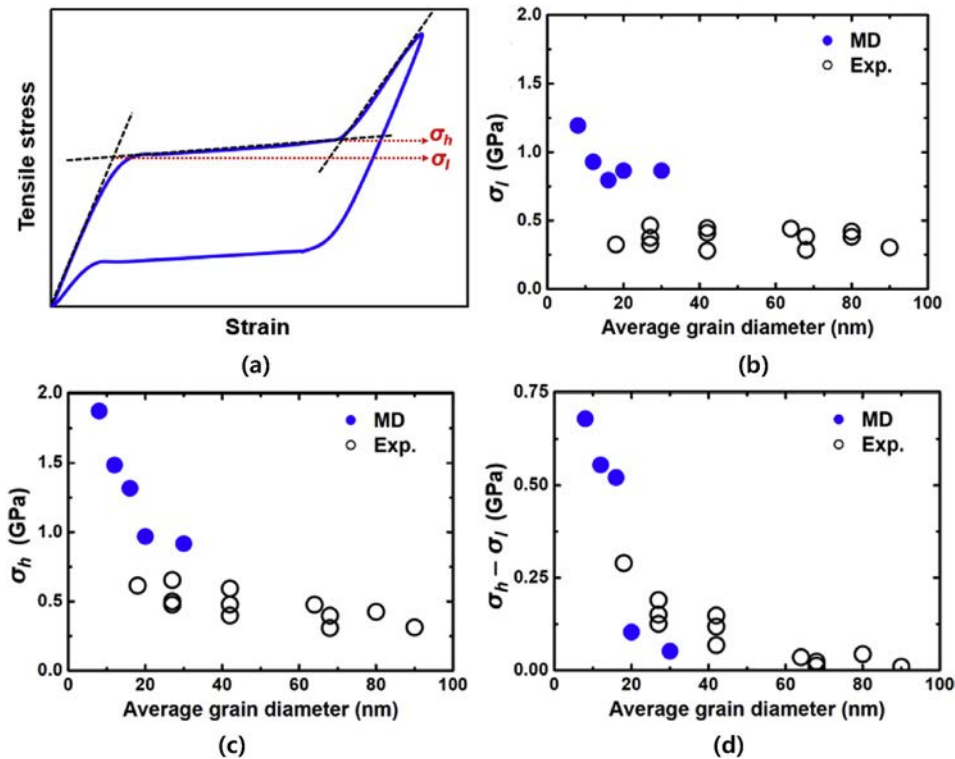 Tensile stress
σh
σl
Strain
(a)
σl (GPa)
2.0
1.5
1.0
0.5
0.0
MD
Exp.
0 20 40 60 80 100
Average grain diameter (nm)
(b)
σh (GPa)
2.0
1.5
1.0
0.5
0.0
MD
Exp.
0 20 40 60 80 100
Average grain diameter (nm)
(c)
σh − σl (GPa)
0.75
0.50
0.25
0.00
MD
Exp.
0 20 40 60 80 100
Average grain diameter (nm)
(d)